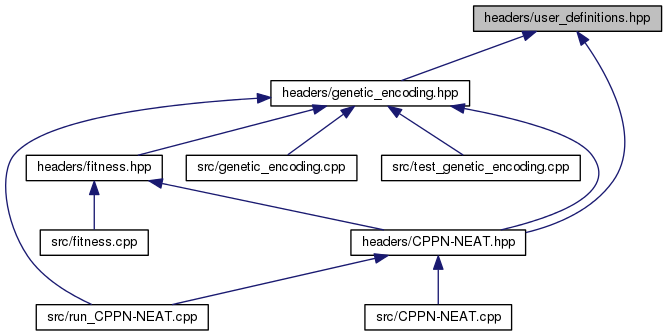 headers/user_definitions.hpp
headers/genetic_encoding.hpp
headers/fitness.hpp
src/genetic_encoding.cpp
src/test_genetic_encoding.cpp
src/fitness.cpp
headers/CPPN-NEAT.hpp
src/run_CPPN-NEAT.cpp
src/CPPN-NEAT.cpp